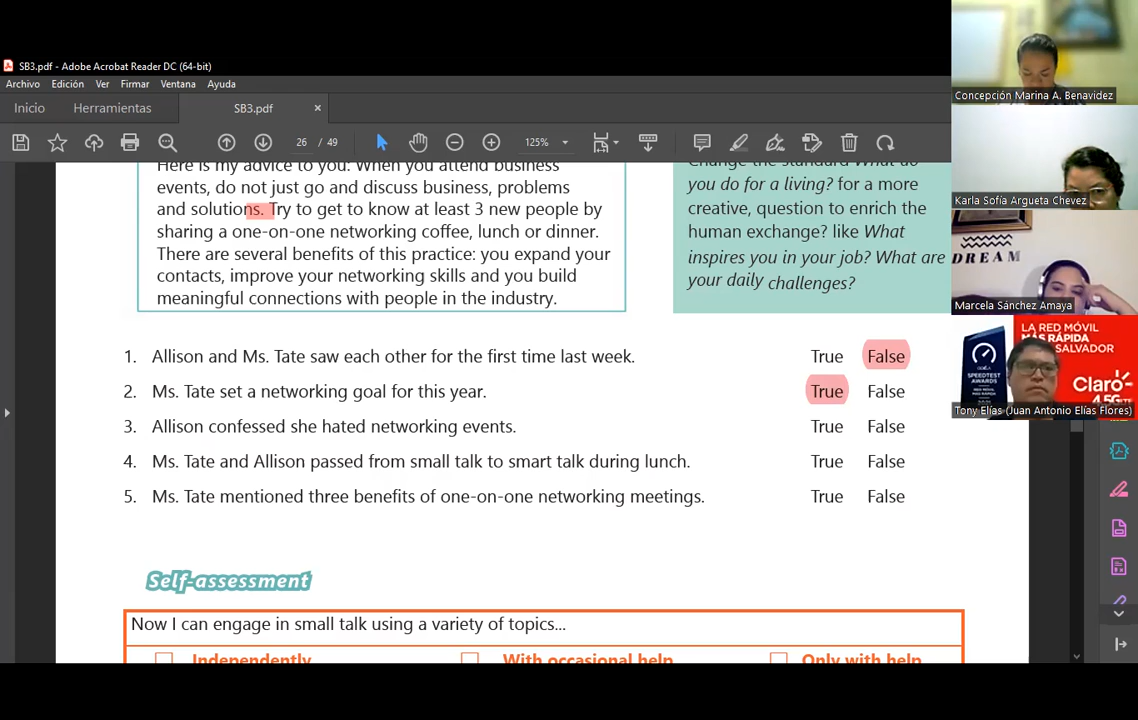 SB3.pdf - Adobe Acrobat Reader DC (64-bit)
Archivo Edición Ver Firmar Ventana Ayuda
Inicio Herramientas SB3.pdf ×
26 / 49 125%
Here is my advice to you: When you attend business
events, do not just go and discuss business, problems
and solutions. Try to get to know at least 3 new people by
sharing a one-on-one networking coffee, lunch or dinner.
There are several benefits of this practice: you expand your
contacts, improve your networking skills and you build
meaningful connections with people in the industry.
Change the standard What do
you do for a living? for a more
creative, question to enrich the
human exchange? like What
inspires you in your job? What are
your daily challenges?
1. Allison and Ms. Tate saw each other for the first time last week. True False
2. Ms. Tate set a networking goal for this year. True False
3. Allison confessed she hated networking events. True False
4. Ms. Tate and Allison passed from small talk to smart talk during lunch. True False
5. Ms. Tate mentioned three benefits of one-on-one networking meetings. True False
Self-assessment
Now I can engage in small talk using a variety of topics...
Independently With occasional help Only with help
Concepción Marina A. Benavidez
Karla Sofía Argueta Chevez
DREAM
Marcela Sánchez Amaya
LA RED MÓVIL
MÁS RÁPIDA
SALVADOR
SPEEDTEST
AWARDS
Claro
4.5G
Tony Elías (Juan Antonio Elías Flores)